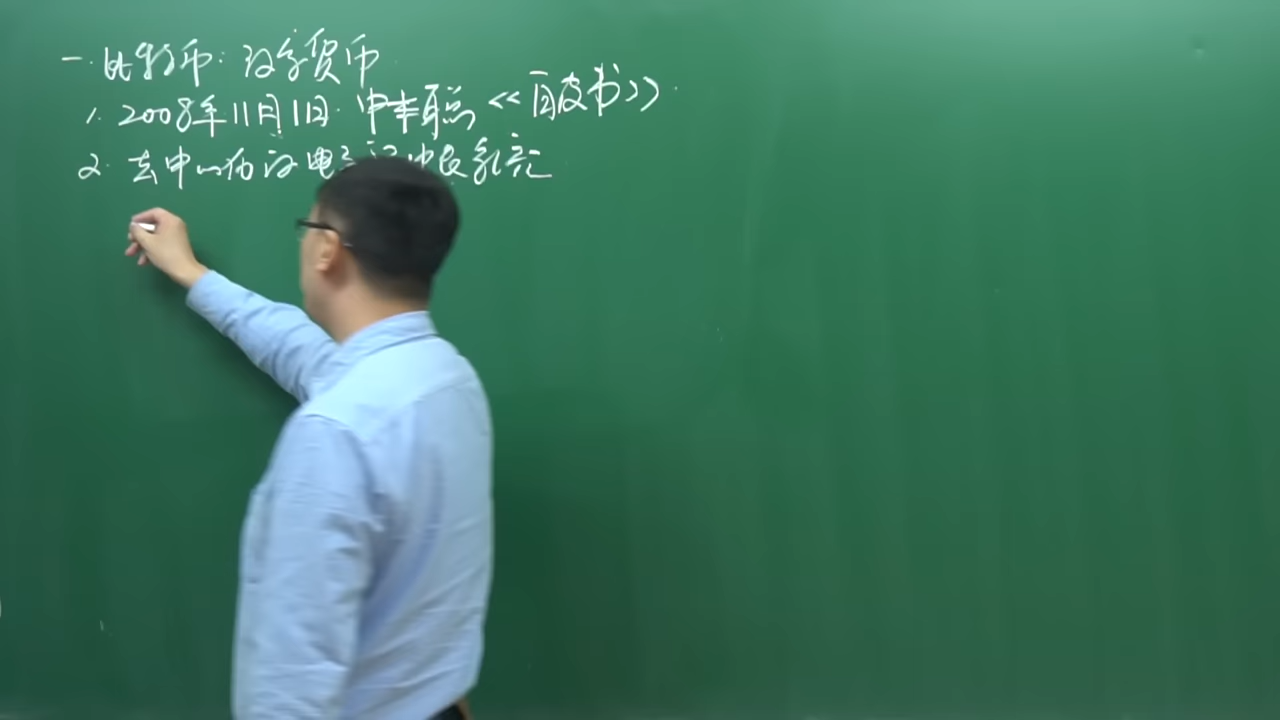 一.比特币:数字货币
1.2008年11月1日.中本聪《白皮书》.
2.去中心化的电子记账系统